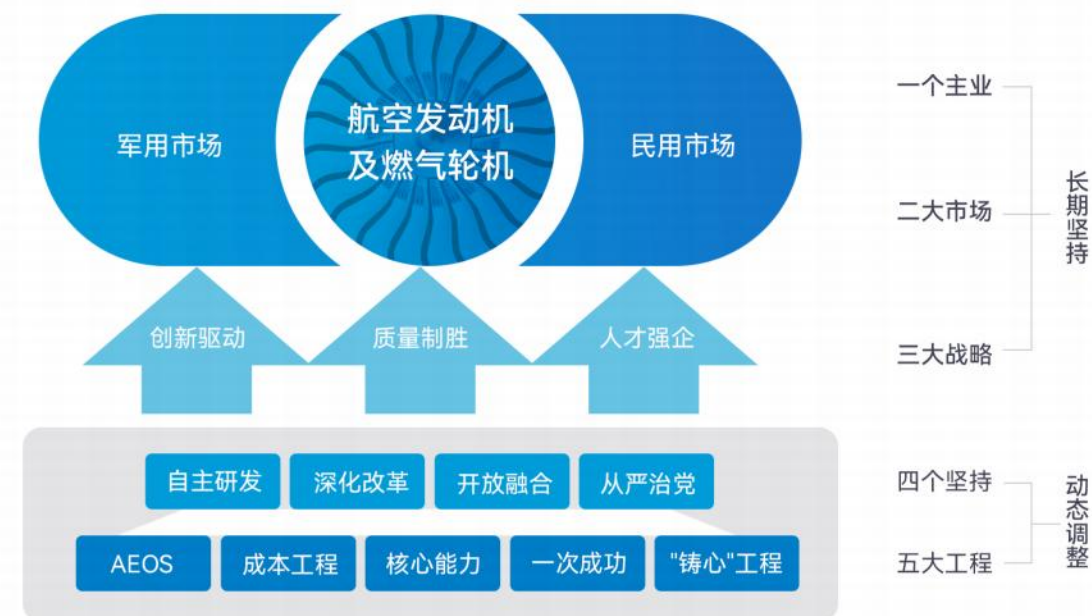 军用市场
航空发动机
及燃气轮机
民用市场
一个主业
二大市场
三大战略
长期坚持
创新驱动
质量制胜
人才强企
自主研发
深化改革
开放融合
从严治党
四个坚持
AEOS
成本工程
核心能力
一次成功
"铸心"工程
五大工程
动态调整